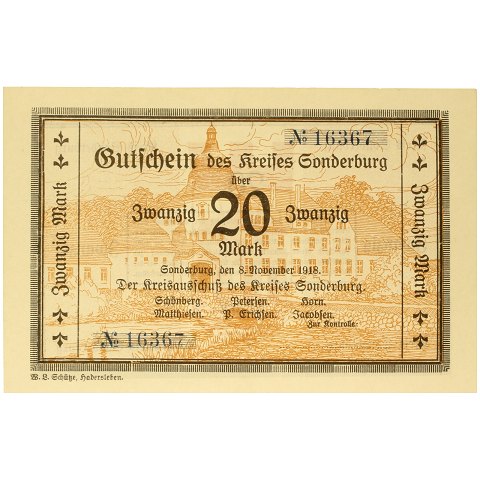 № 16367
Gutschein des Kreises Sonderburg
über
Zwanzig 20 Zwanzig
Mark
Sonderburg, den 8. November 1918.
Der Kreisausschuß des Kreises Sonderburg.
Schönberg. Petersen. Horn.
Matthiesen. P. Erichsen. Jacobsen.
Zur Kontrolle.
№ 16367
Zwanzig Mark
Zwanzig Mark
W. L. Schütze, Hadersleben.